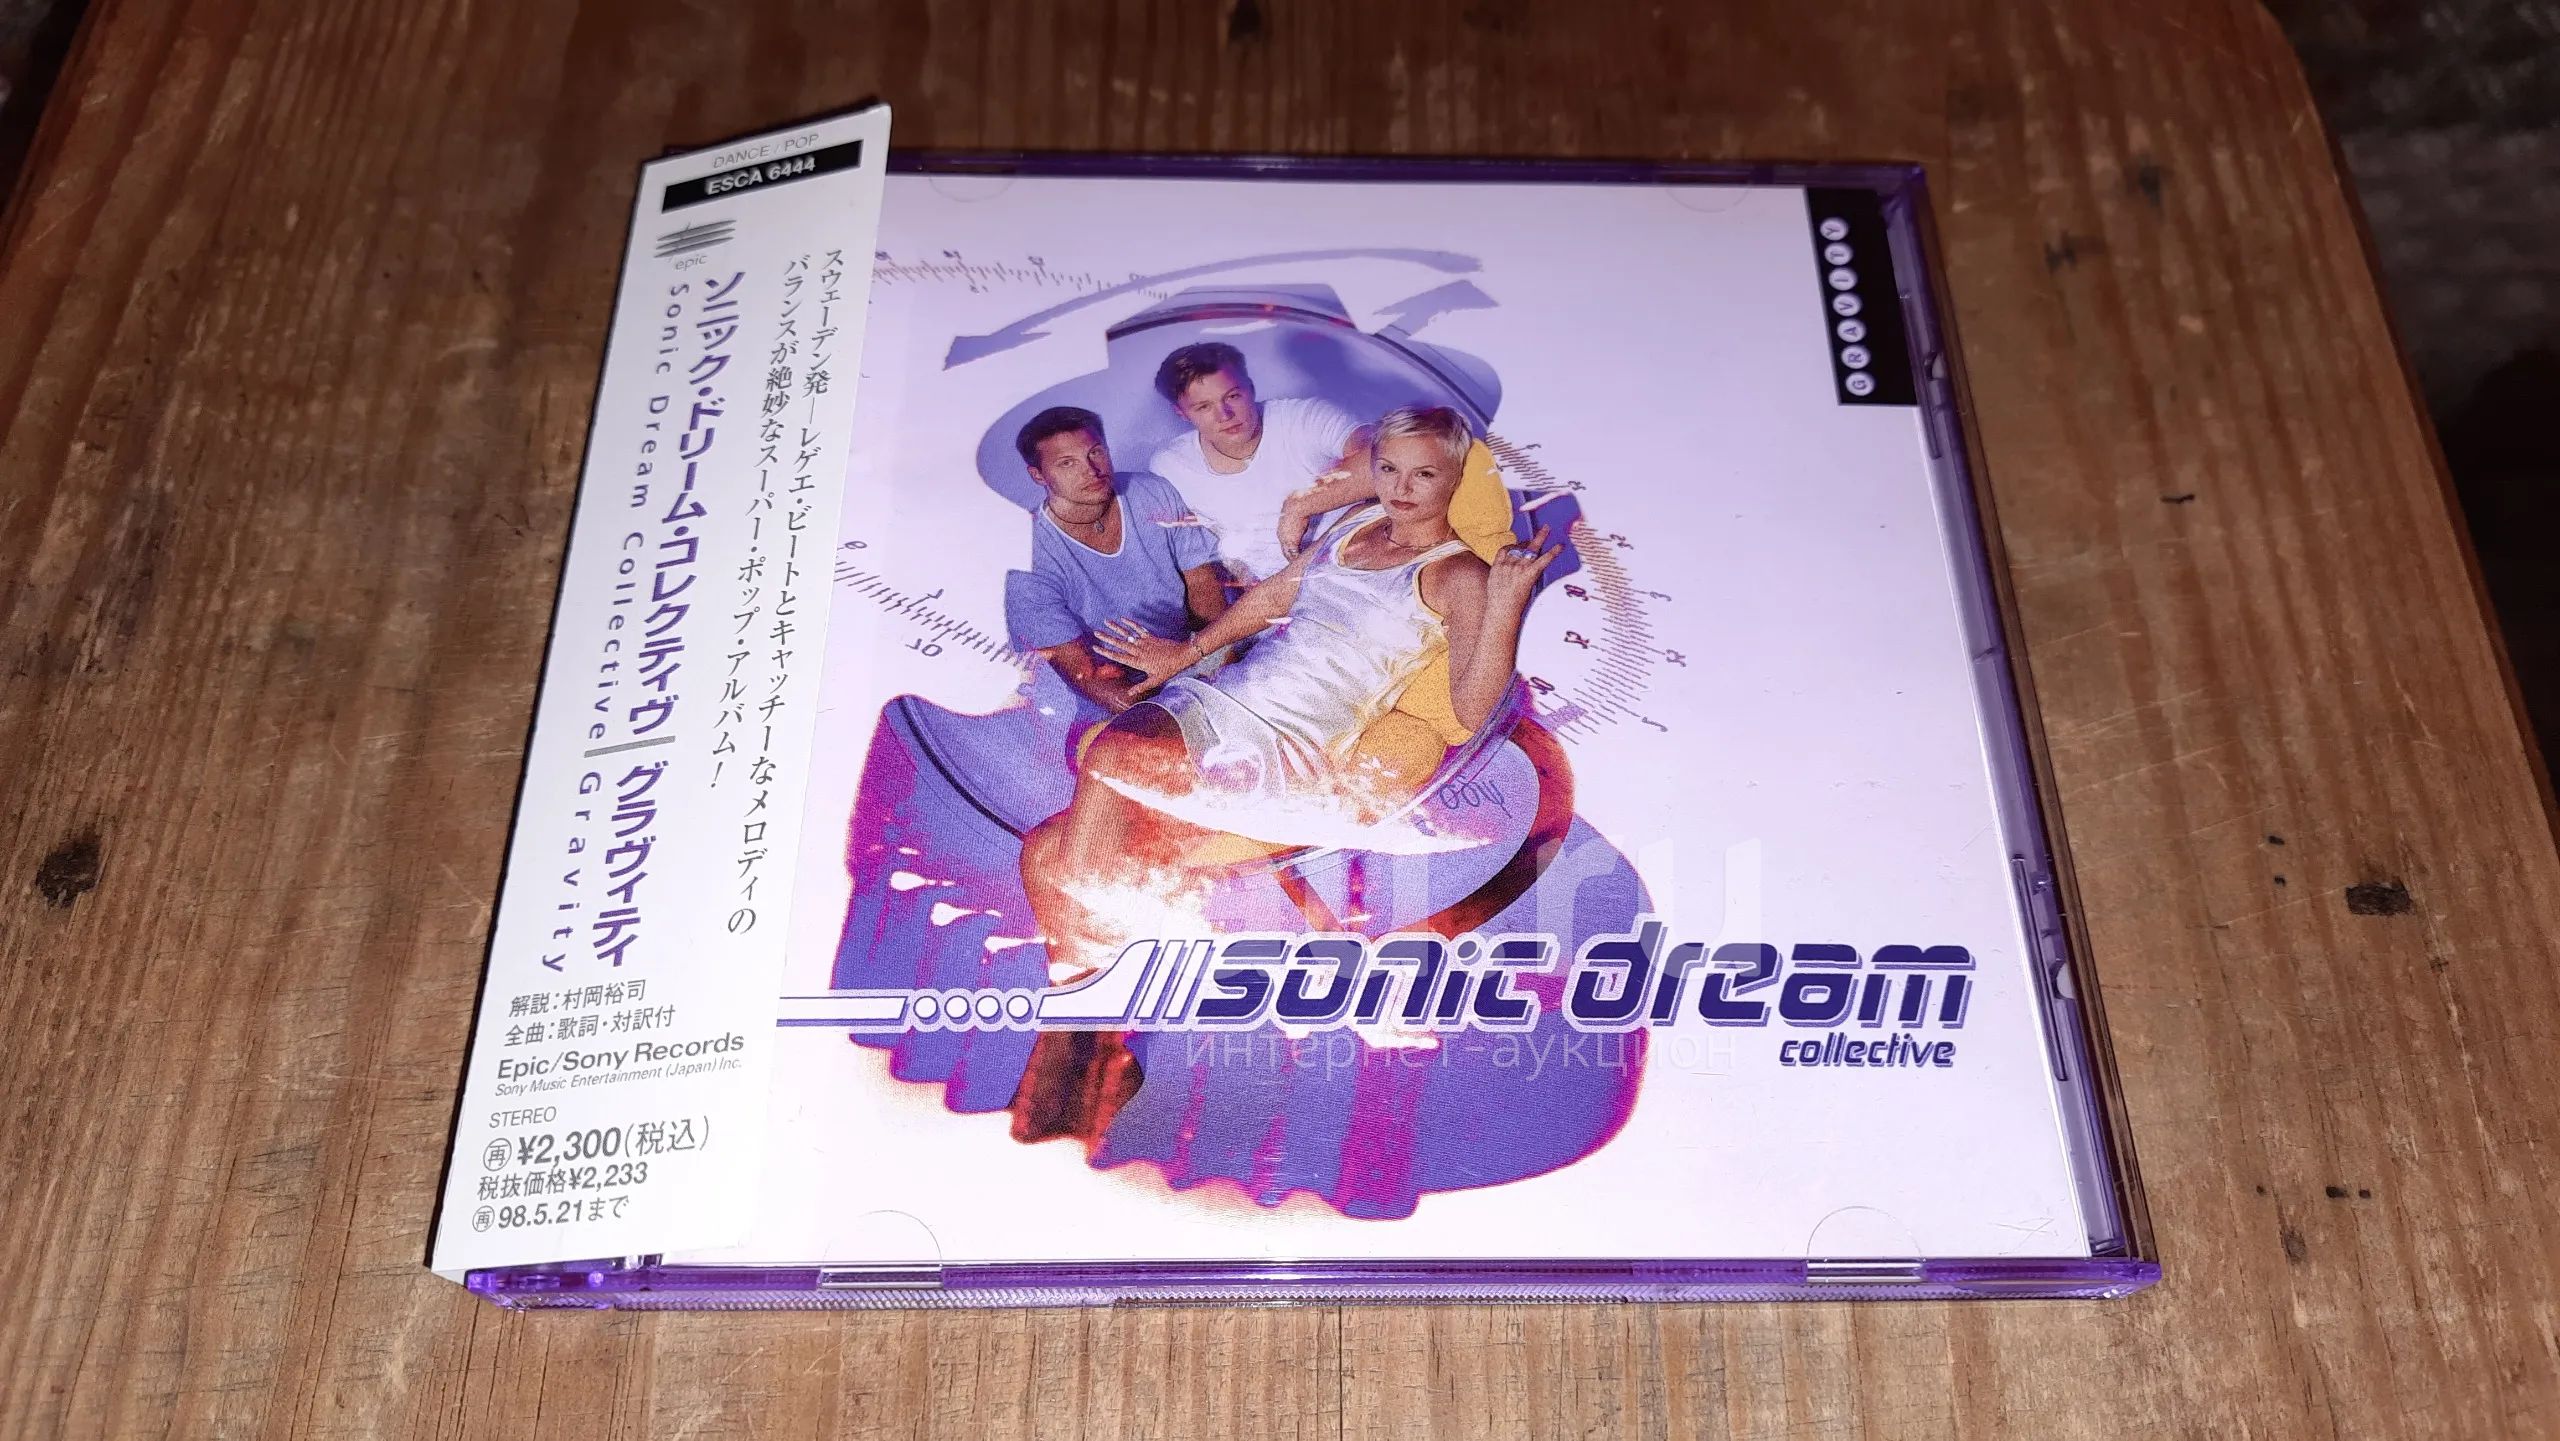 DANCE / POP
ESCA 6444
epic
スウェーデン発—レゲエ・ビートとキャッチーなメロディの
バランスが絶妙なスーパー・ポップ・アルバム！
ソニック・ドリーム・コレクティヴ｜グラヴィティ
Sonic Dream Collective｜Gravity
解説：村岡裕司
全曲：歌詞・対訳付
Epic/Sony Records
Sony Music Entertainment (Japan) Inc.
STEREO
再¥2,300(税込)
税抜価格¥2,233
再98.5.21まで
GRAVITY
sonic dream
collective
.ru
интернет-аукцион